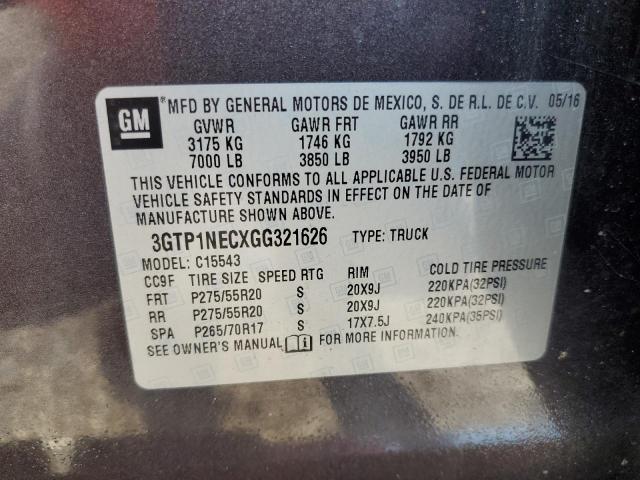 GM ® MFD BY GENERAL MOTORS DE MEXICO, S. DE R.L. DE C.V. 05/16
GVWR GAWR FRT GAWR RR
3175 KG 1746 KG 1792 KG
7000 LB 3850 LB 3950 LB
THIS VEHICLE CONFORMS TO ALL APPLICABLE U.S. FEDERAL MOTOR
VEHICLE SAFETY STANDARDS IN EFFECT ON THE DATE OF
MANUFACTURE SHOWN ABOVE.
3GTP1NECXGG321626 TYPE: TRUCK
MODEL: C15543
CC9F TIRE SIZE SPEED RTG RIM COLD TIRE PRESSURE
FRT P275/55R20 S 20X9J 220KPA(32PSI)
RR P275/55R20 S 20X9J 220KPA(32PSI)
SPA P265/70R17 S 17X7.5J 240KPA(35PSI)
SEE OWNER'S MANUAL FOR MORE INFORMATION.